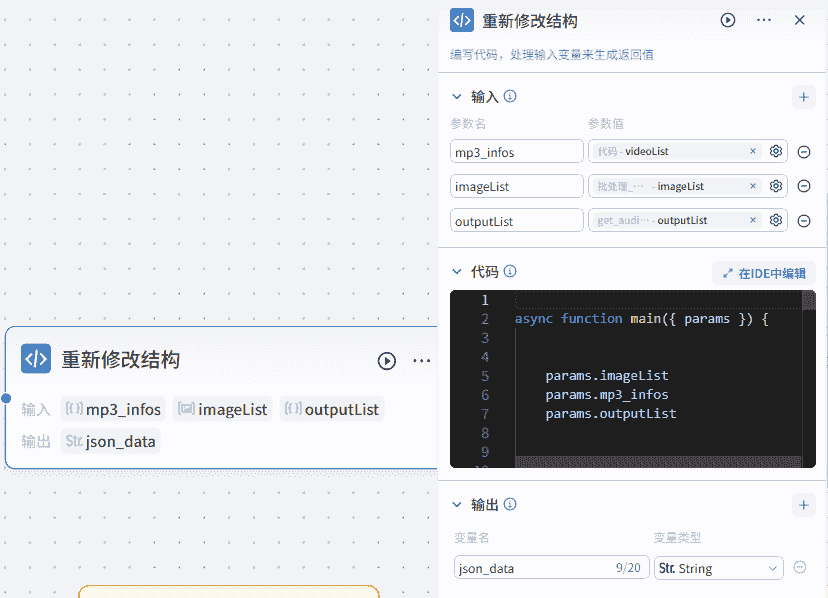 重新修改结构
编写代码，处理输入变量来生成返回值
输入
参数名 参数值
mp3_infos 代码 - videoList
imageList 批处理_… - imageList
outputList get_audi… - outputList
代码 在IDE中编辑
1
2 async function main({ params }) {
3
4
5 params.imageList
6 params.mp3_infos
7 params.outputList
8
9
输出
变量名 变量类型
json_data 9/20 Str. String
重新修改结构
输入 mp3_infos imageList outputList
输出 Str. json_data